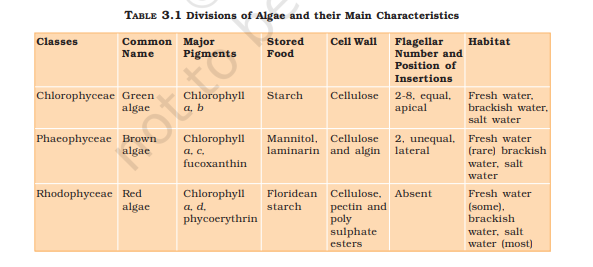 TABLE 3.1 Divisions of Algae and their Main Characteristics
Classes
Common
Name
Major
Pigments
Stored
Food
Cell Wall
Flagellar
Number and
Position of
Insertions
Habitat
Chlorophyceae
Green
algae
Chlorophyll
a, b
Starch
Cellulose
2-8, equal,
apical
Fresh water,
brackish water,
salt water
Phaeophyceae
Brown
algae
Chlorophyll
a, c,
fucoxanthin
Mannitol,
laminarin
Cellulose
and algin
2, unequal,
lateral
Fresh water
(rare) brackish
water, salt
water
Rhodophyceae
Red
algae
Chlorophyll
a, d,
phycoerythrin
Floridean
starch
Cellulose,
pectin and
poly
sulphate
esters
Absent
Fresh water
(some),
brackish
water, salt
water (most)
not to be